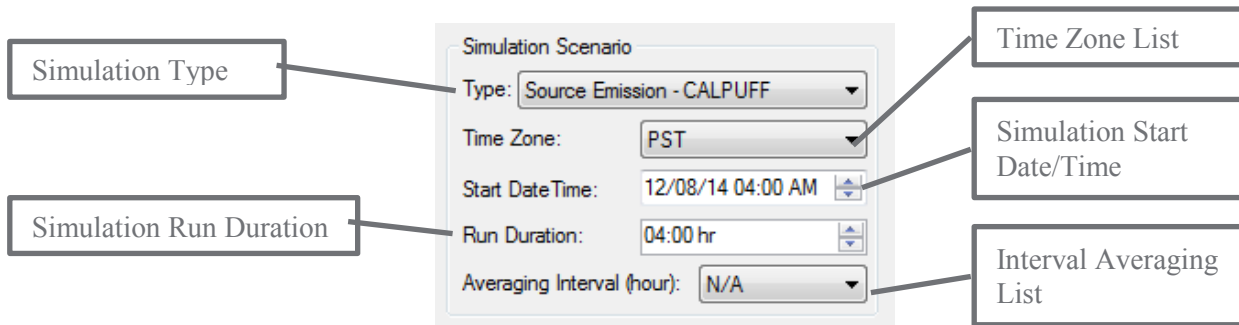 Simulation Type
Simulation Run Duration
Simulation Scenario
Type: Source Emission - CALPUFF
Time Zone: PST
Start DateTime: 12/08/14 04:00 AM
Run Duration: 04:00 hr
Averaging Interval (hour): N/A
Time Zone List
Simulation Start
Date/Time
Interval Averaging
List